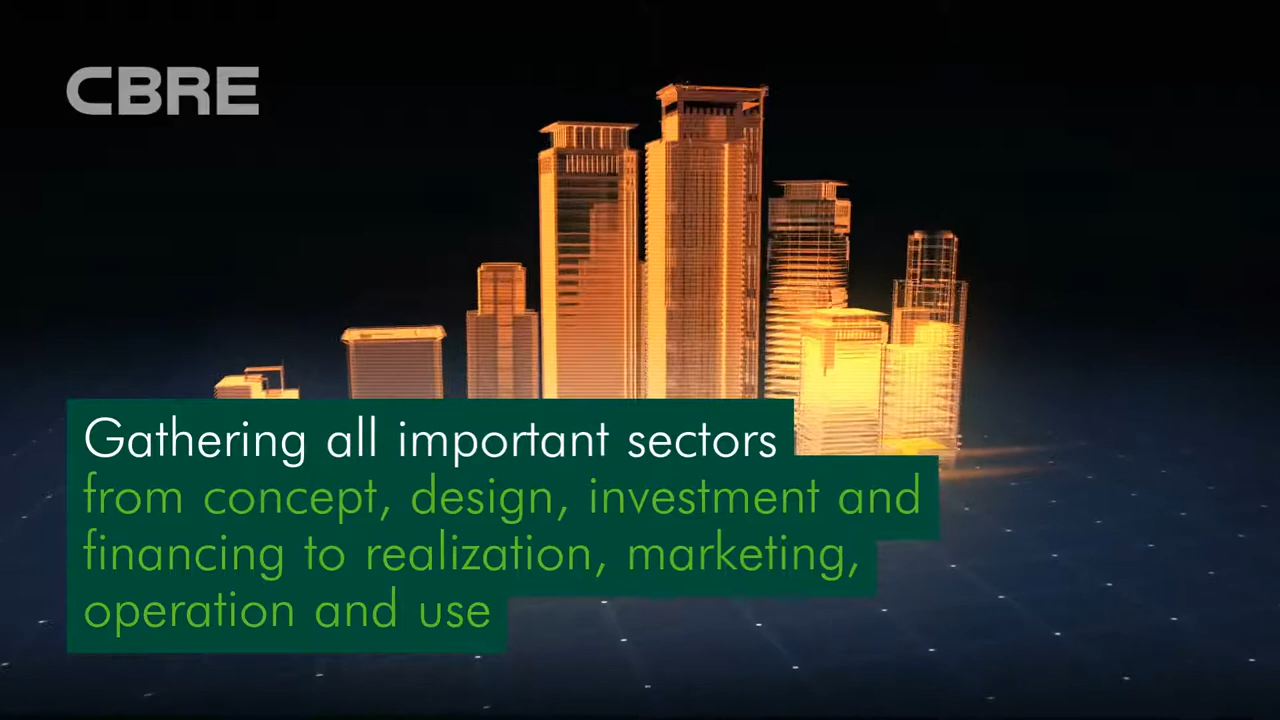 CBRE
Gathering all important sectors
from concept, design, investment and
financing to realization, marketing,
operation and use